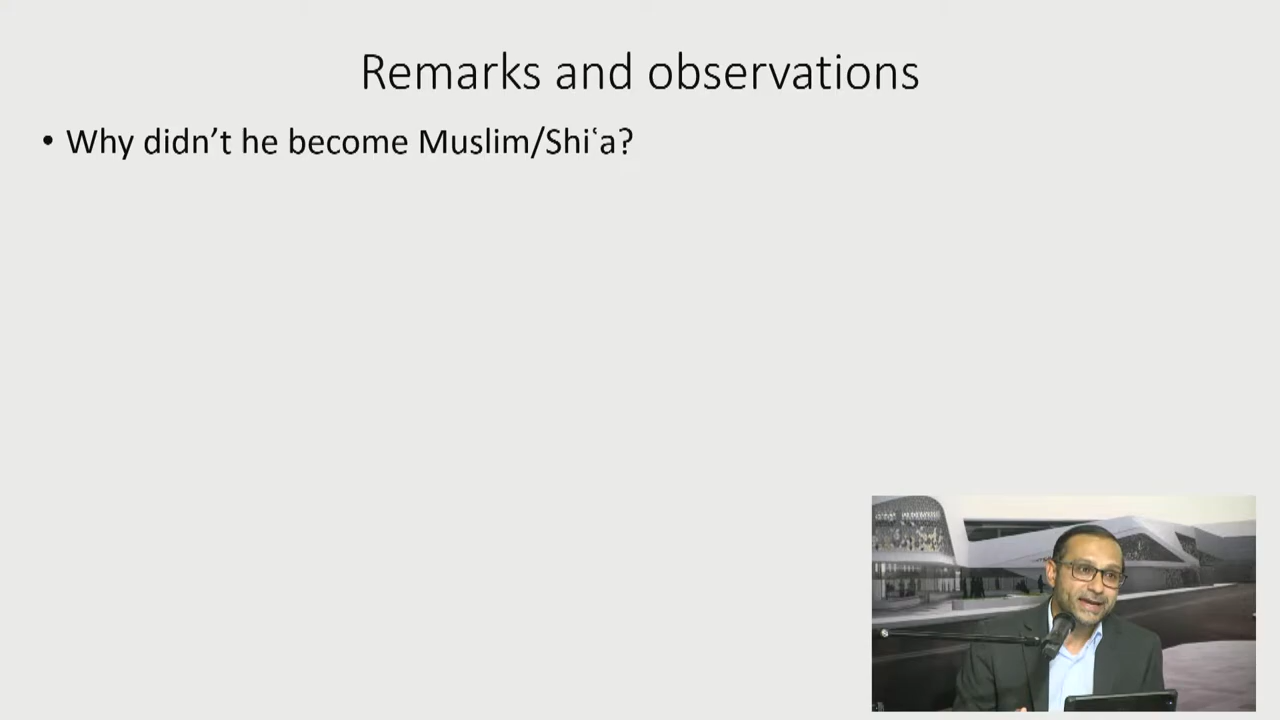 Remarks and observations
• Why didn’t he become Muslim/Shiʿa?